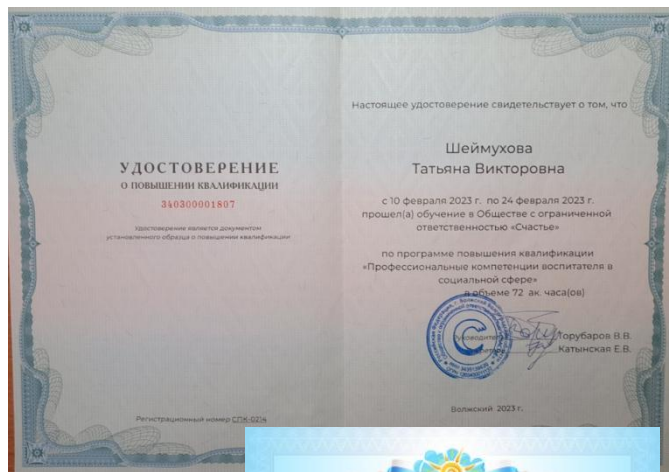 УДОСТОВЕРЕНИЕ
О ПОВЫШЕНИИ КВАЛИФИКАЦИИ
340300001807
Удостоверение является документом
установленного образца о повышении квалификации
Регистрационный номер СПК-0214
Настоящее удостоверение свидетельствует о том, что
Шеймухова
Татьяна Викторовна
с 10 февраля 2023 г. по 24 февраля 2023 г.
прошел(а) обучение в Обществе с ограниченной
ответственностью «Счастье»
по программе повышения квалификации
«Профессиональные компетенции воспитателя в
социальной сфере»
в объеме 72 ак. часа(ов)
Руководитель Торубаров В.В.
Катынская Е.В.
Волжский 2023 г.